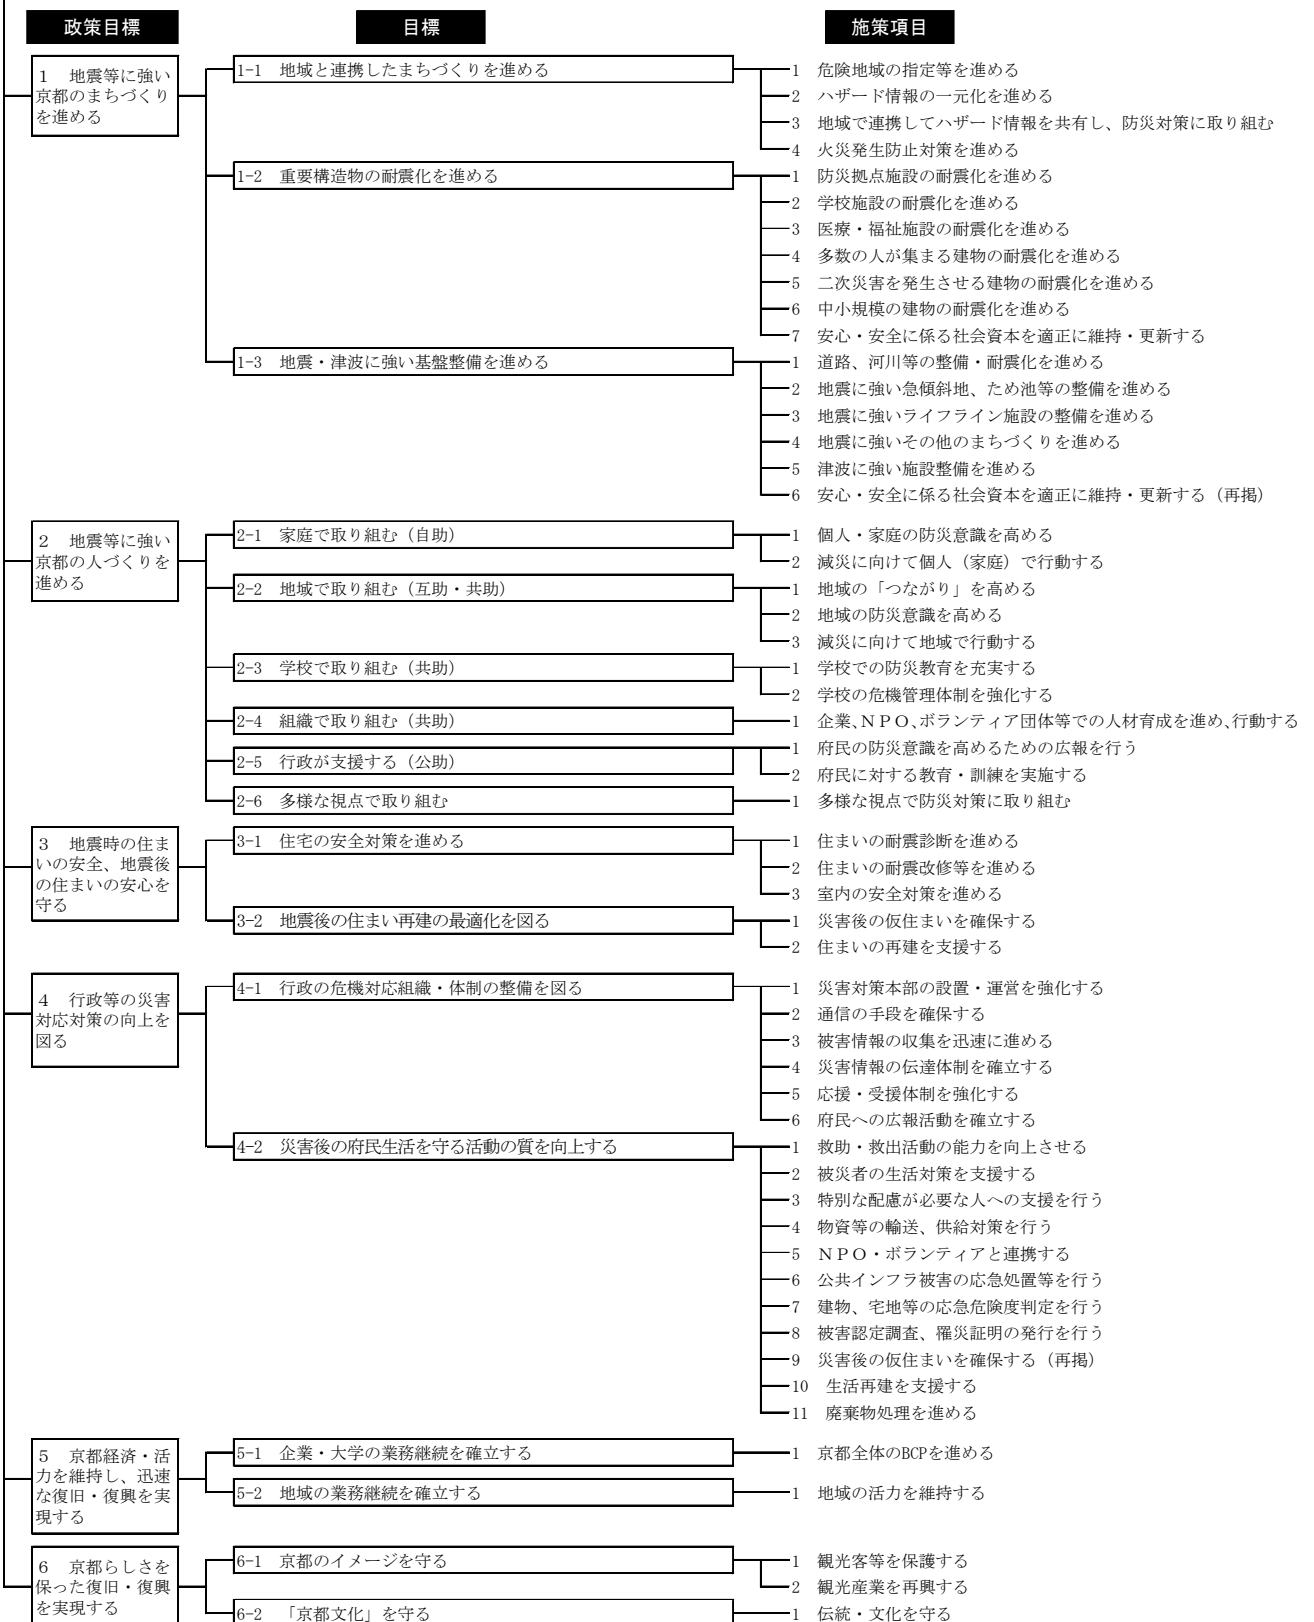 政策目標 目標 施策項目
1 地震等に強い
京都のまちづくり
を進める
1-1 地域と連携したまちづくりを進める
1 危険地域の指定等を進める
2 ハザード情報の一元化を進める
3 地域で連携してハザード情報を共有し、防災対策に取り組む
4 火災発生防止対策を進める
1-2 重要構造物の耐震化を進める
1 防災拠点施設の耐震化を進める
2 学校施設の耐震化を進める
3 医療・福祉施設の耐震化を進める
4 多数の人が集まる建物の耐震化を進める
5 二次災害を発生させる建物の耐震化を進める
6 中小規模の建物の耐震化を進める
7 安心・安全に係る社会資本を適正に維持・更新する
1-3 地震・津波に強い基盤整備を進める
1 道路、河川等の整備・耐震化を進める
2 地震に強い急傾斜地、ため池等の整備を進める
3 地震に強いライフライン施設の整備を進める
4 地震に強いその他のまちづくりを進める
5 津波に強い施設整備を進める
6 安心・安全に係る社会資本を適正に維持・更新する（再掲）
2 地震等に強い
京都の人づくりを
進める
2-1 家庭で取り組む（自助）
1 個人・家庭の防災意識を高める
2 減災に向けて個人（家庭）で行動する
2-2 地域で取り組む（互助・共助）
1 地域の「つながり」を高める
2 地域の防災意識を高める
3 減災に向けて地域で行動する
2-3 学校で取り組む（共助）
1 学校での防災教育を充実する
2 学校の危機管理体制を強化する
2-4 組織で取り組む（共助）
1 企業、ＮＰＯ、ボランティア団体等での人材育成を進め、行動する
2-5 行政が支援する（公助）
1 府民の防災意識を高めるための広報を行う
2 府民に対する教育・訓練を実施する
2-6 多様な視点で取り組む
1 多様な視点で防災対策に取り組む
3 地震時の住ま
いの安全、地震後
の住まいの安心を
守る
3-1 住宅の安全対策を進める
1 住まいの耐震診断を進める
2 住まいの耐震改修等を進める
3 室内の安全対策を進める
3-2 地震後の住まい再建の最適化を図る
1 災害後の仮住まいを確保する
2 住まいの再建を支援する
4 行政等の災害
対応対策の向上を
図る
4-1 行政の危機対応組織・体制の整備を図る
1 災害対策本部の設置・運営を強化する
2 通信の手段を確保する
3 被害情報の収集を迅速に進める
4 災害情報の伝達体制を確立する
5 応援・受援体制を強化する
6 府民への広報活動を確立する
4-2 災害後の府民生活を守る活動の質を向上する
1 救助・救出活動の能力を向上させる
2 被災者の生活対策を支援する
3 特別な配慮が必要な人への支援を行う
4 物資等の輸送、供給対策を行う
5 ＮＰＯ・ボランティアと連携する
6 公共インフラ被害の応急処置等を行う
7 建物、宅地等の応急危険度判定を行う
8 被害認定調査、罹災証明の発行を行う
9 災害後の仮住まいを確保する（再掲）
10 生活再建を支援する
11 廃棄物処理を進める
5 京都経済・活
力を維持し、迅速
な復旧・復興を実
現する
5-1 企業・大学の業務継続を確立する
1 京都全体のBCPを進める
5-2 地域の業務継続を確立する
1 地域の活力を維持する
6 京都らしさを
保った復旧・復興
を実現する
6-1 京都のイメージを守る
1 観光客等を保護する
2 観光産業を再興する
6-2 「京都文化」を守る
1 伝統・文化を守る